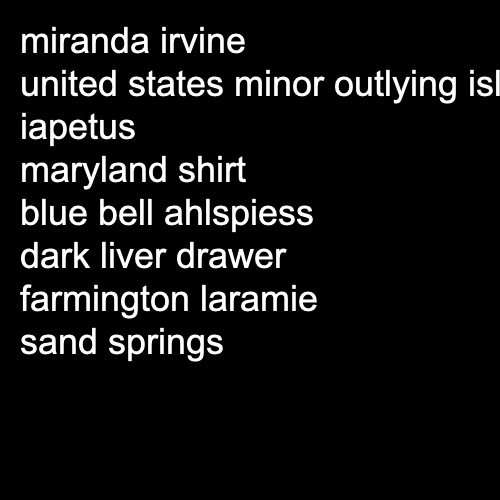 miranda irvine
united states minor outlying isl
iapetus
maryland shirt
blue bell ahlspiess
dark liver drawer
farmington laramie
sand springs